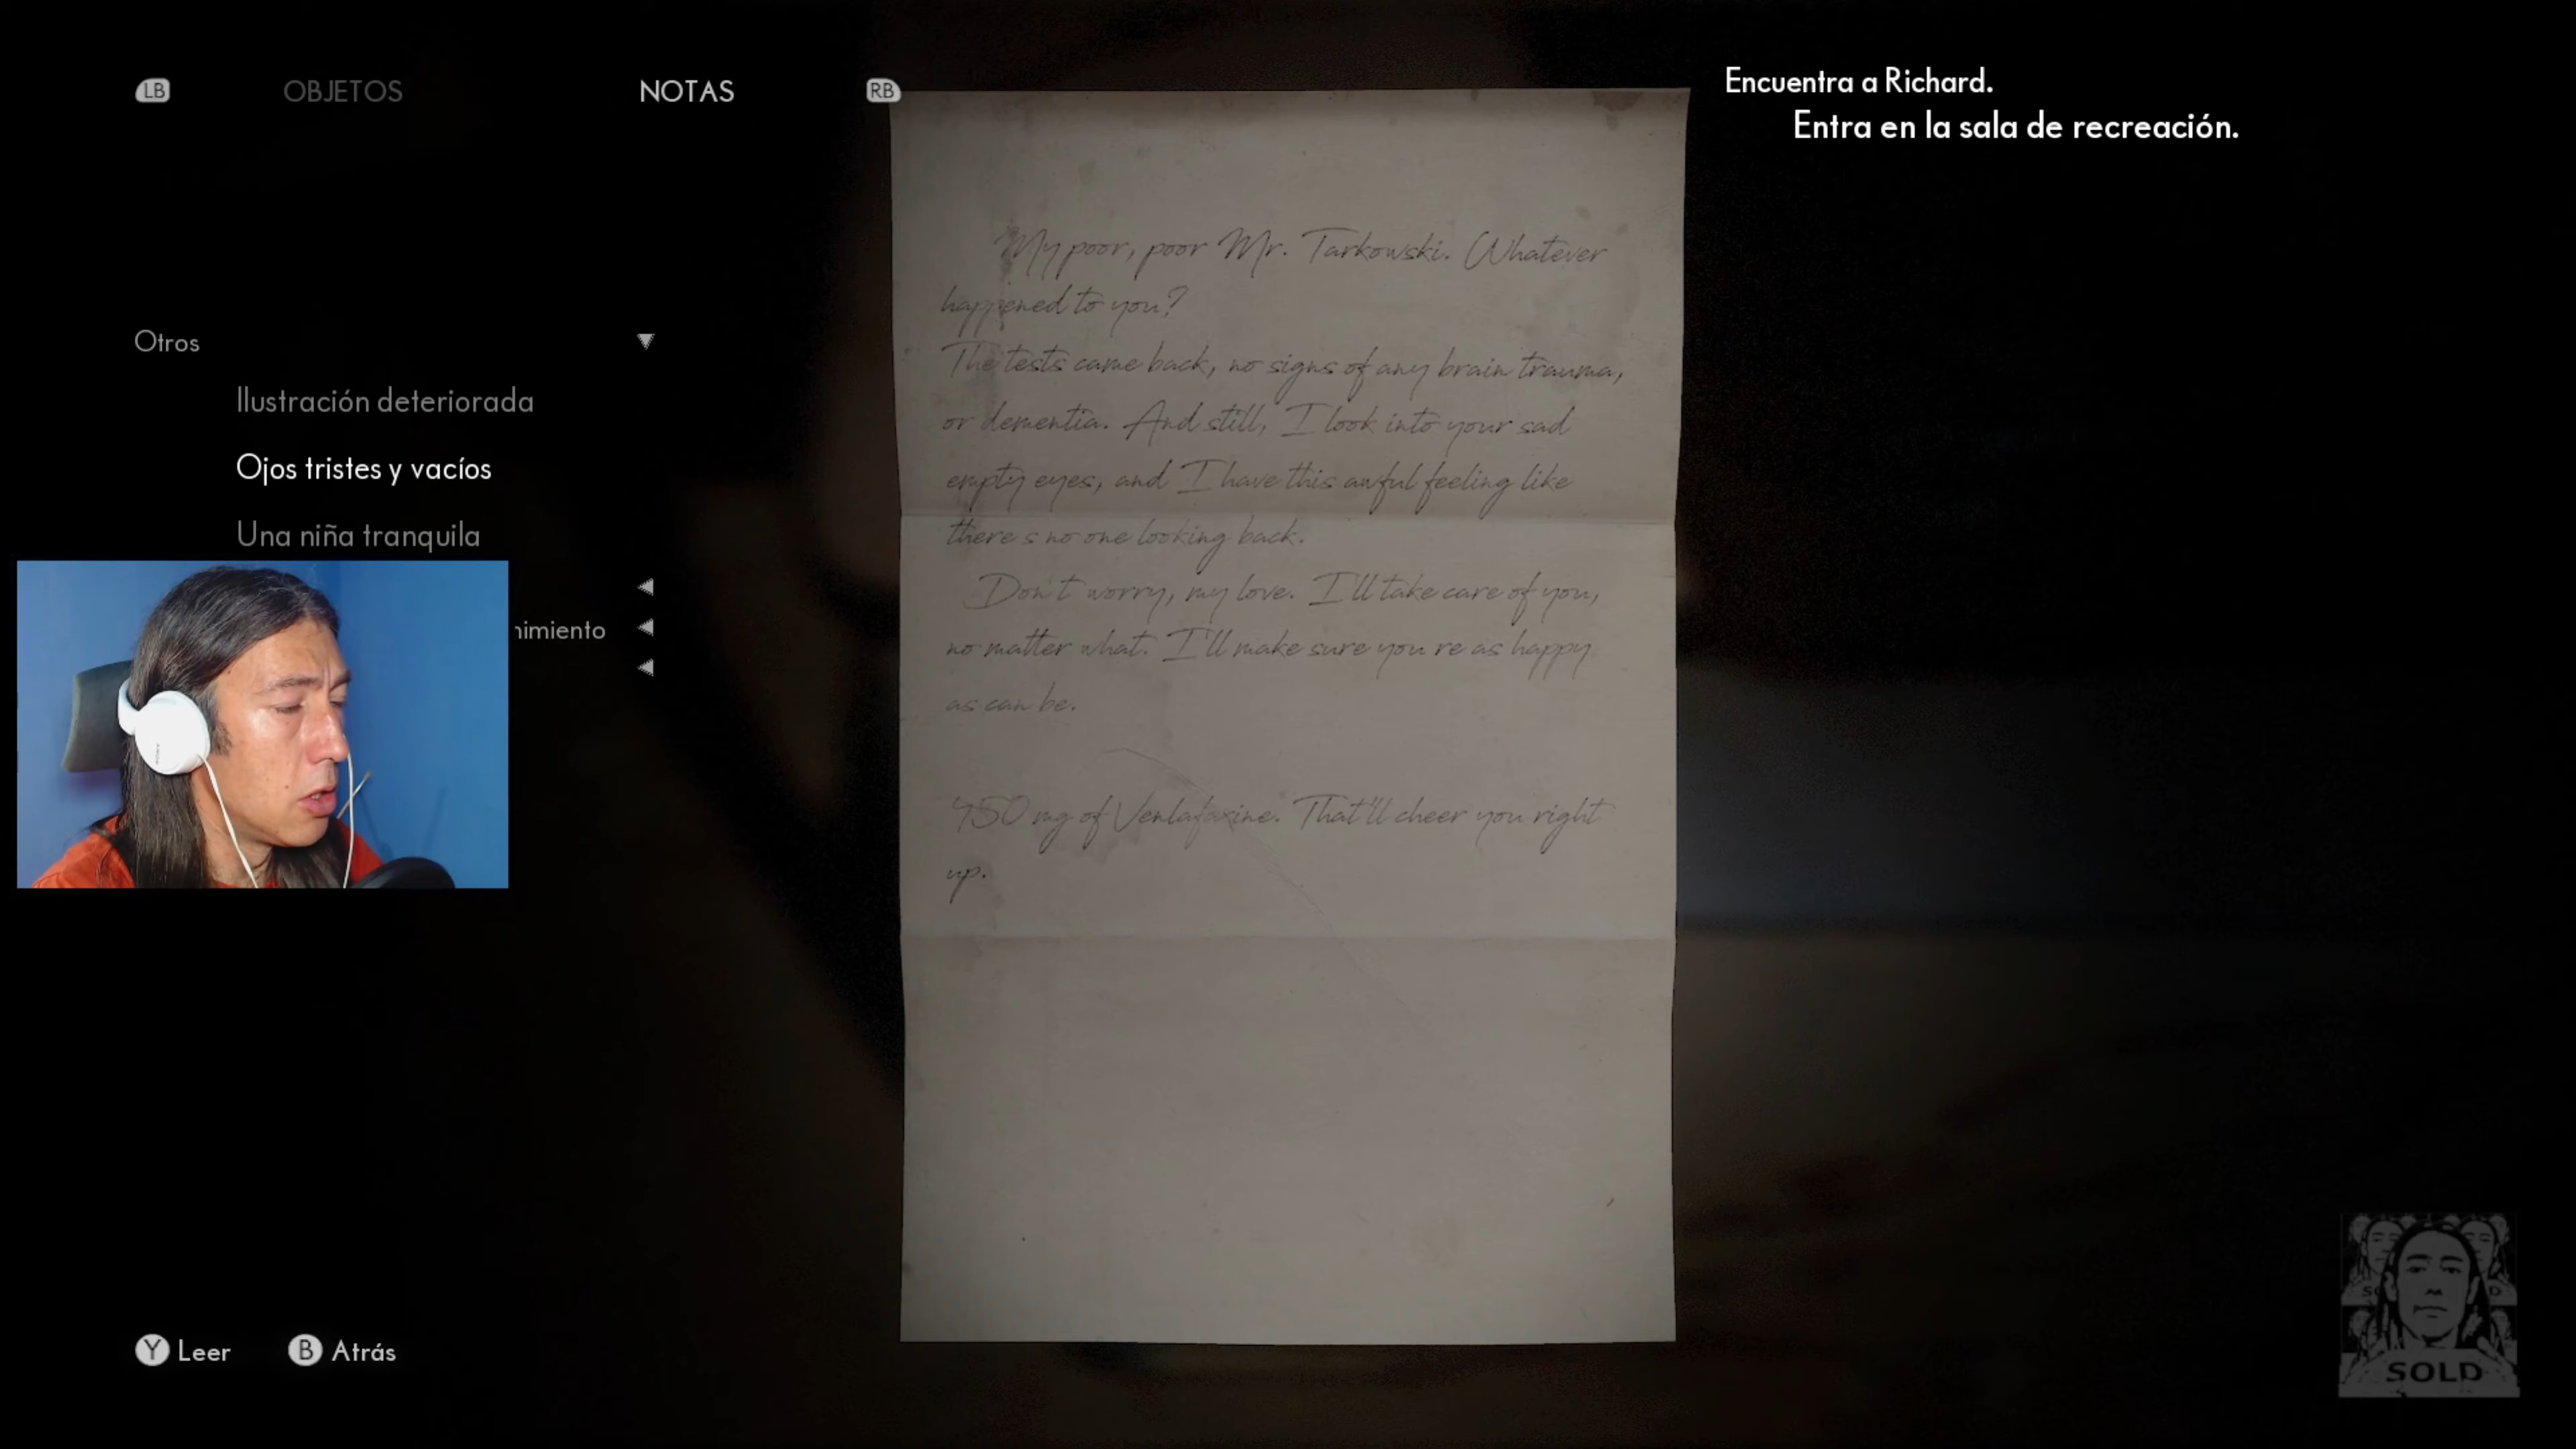 LB
OBJETOS
NOTAS
RB
Encuentra a Richard.
Entra en la sala de recreación.
Otros
Ilustración deteriorada
Ojos tristes y vacíos
Una niña tranquila
nimiento
My poor, poor Mr. Tarkowski. Whatever
happened to you?
The tests came back, no signs of any brain trauma,
or dementia. And still, I look into your sad
empty eyes, and I have this awful feeling like
there s no one looking back.
Don't worry, my love. I'll take care of you,
no matter what. I'll make sure you re as happy
as can be.
450 mg of Venlafaxine. That'll cheer you right
up.
Y Leer
B Atrás
SOLD